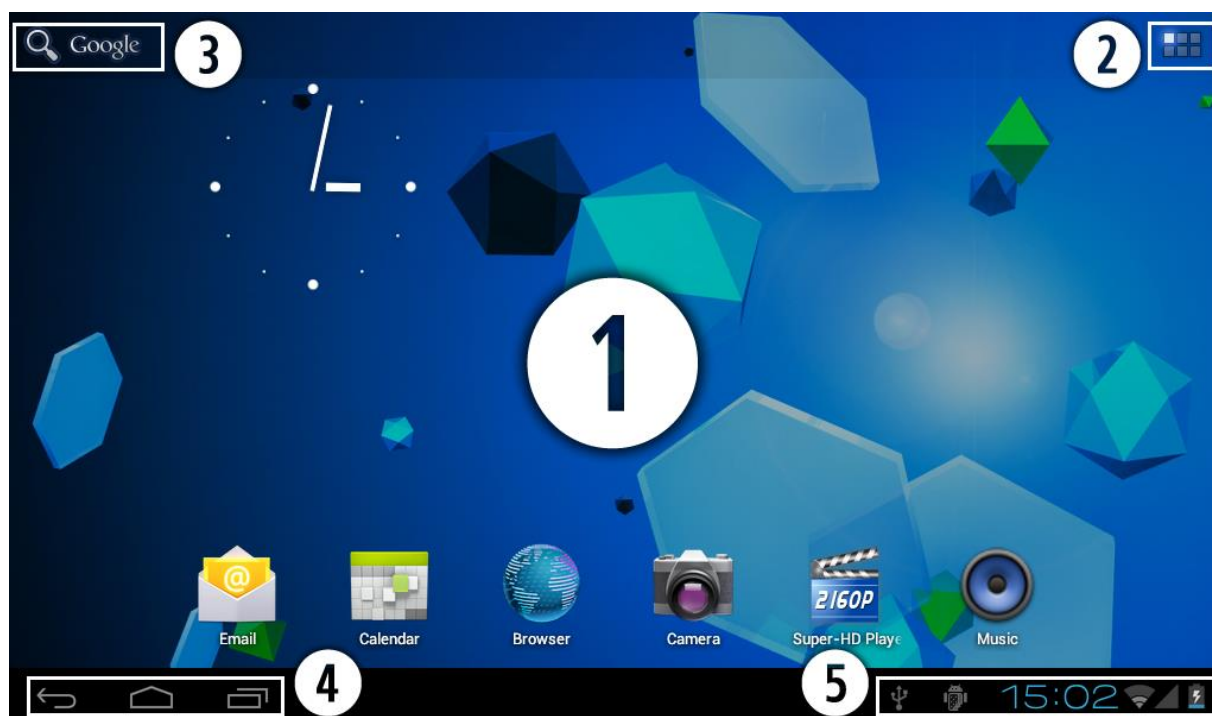 Google
3
2
1
2160P
Email
Calendar
Browser
Camera
Super-HD Playe
Music
4
5
15:02